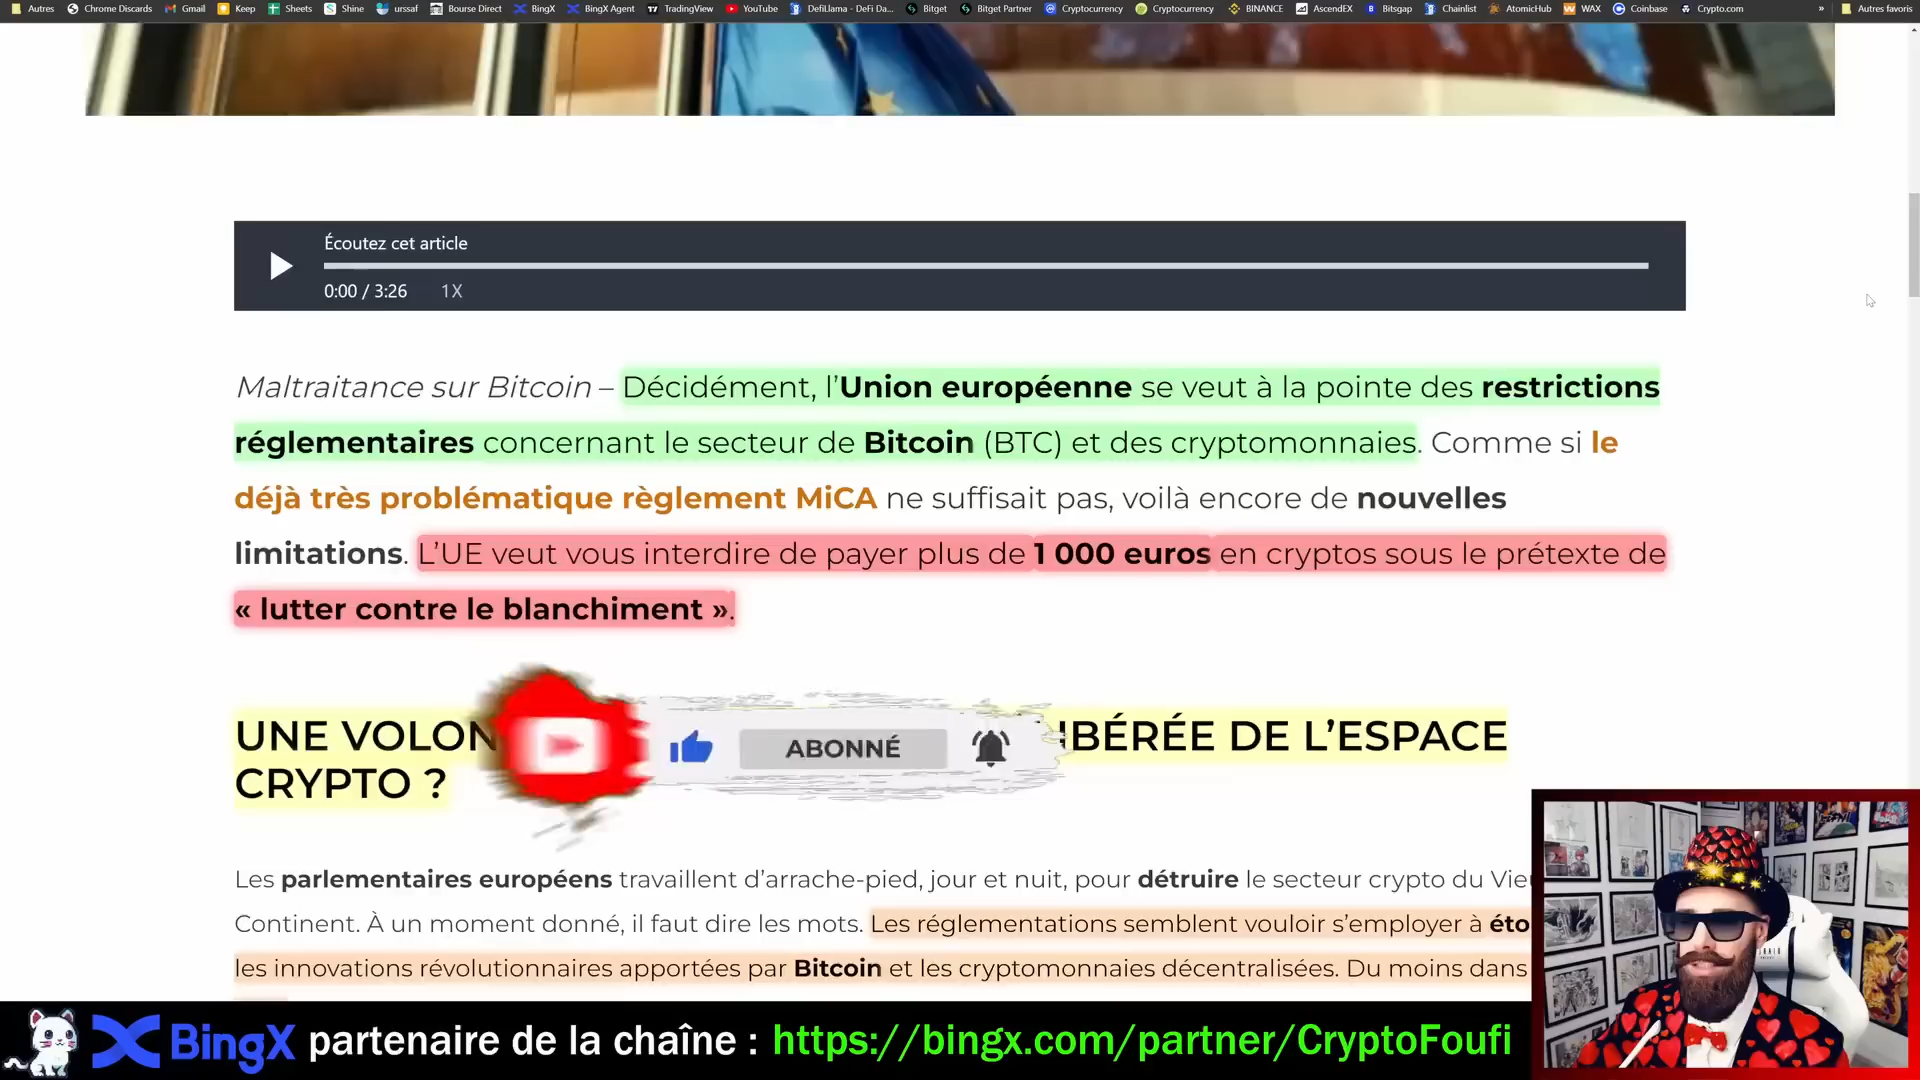 Autres Chrome Discards Gmail Keep Sheets Shine urssaf Bourse Direct BingX BingX Agent TradingView YouTube DefiLlama - DeFi Da... Bitget Bitget Partner Cryptocurrency Cryptocurrency BINANCE AscendEX Bitsgap Chainlist AtomicHub WAX Coinbase Crypto.com » Autres favoris
Écoutez cet article
0:00 / 3:26 1X
Maltraitance sur Bitcoin – Décidément, l’Union européenne se veut à la pointe des restrictions
réglementaires concernant le secteur de Bitcoin (BTC) et des cryptomonnaies. Comme si le
déjà très problématique règlement MiCA ne suffisait pas, voilà encore de nouvelles
limitations. L’UE veut vous interdire de payer plus de 1 000 euros en cryptos sous le prétexte de
« lutter contre le blanchiment ».
UNE VOLON IBÉRÉE DE L’ESPACE
ABONNÉ
CRYPTO ?
Les parlementaires européens travaillent d’arrache-pied, jour et nuit, pour détruire le secteur crypto du Vieu
Continent. À un moment donné, il faut dire les mots. Les réglementations semblent vouloir s’employer à éto
les innovations révolutionnaires apportées par Bitcoin et les cryptomonnaies décentralisées. Du moins dans
BingX partenaire de la chaîne : https://bingx.com/partner/CryptoFoufi